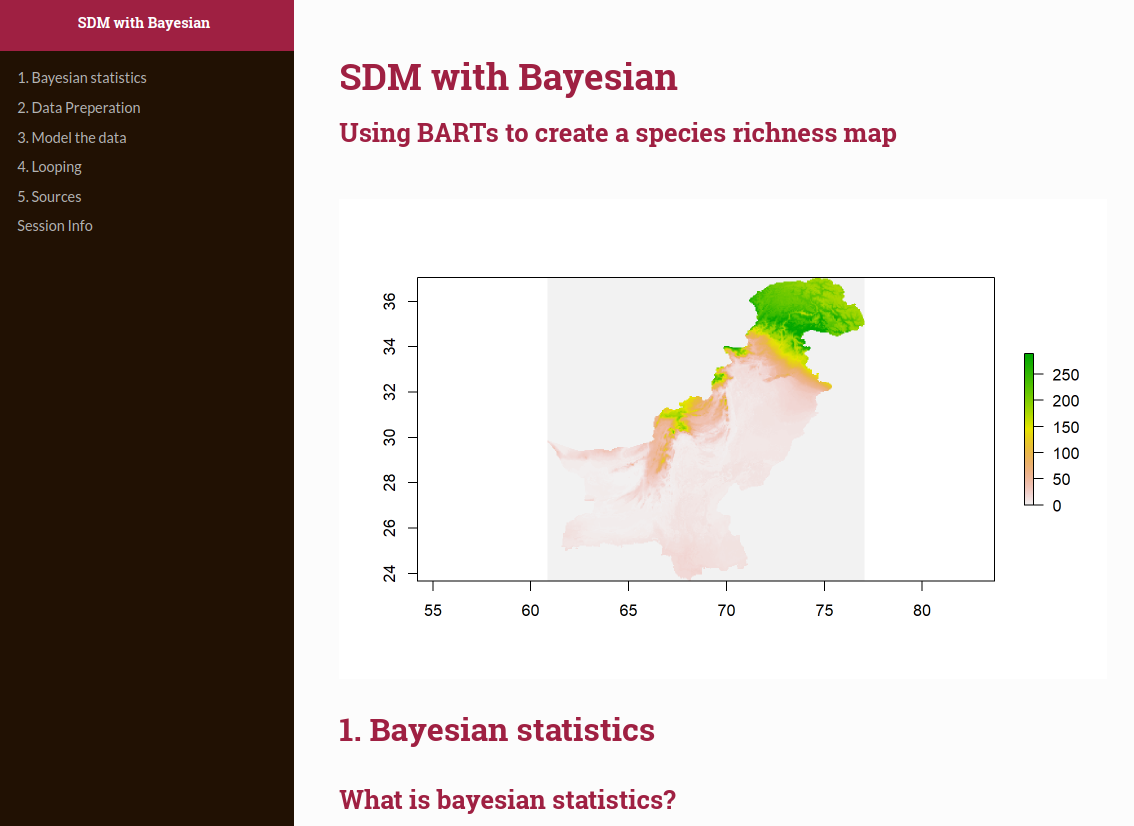 SDM with Bayesian
1. Bayesian statistics
2. Data Preperation
3. Model the data
4. Looping
5. Sources
Session Info
SDM with Bayesian
Using BARTs to create a species richness map
36
34
32
30
28
26
24
55 60 65 70 75 80
250
200
150
100
50
0
1. Bayesian statistics
What is bayesian statistics?